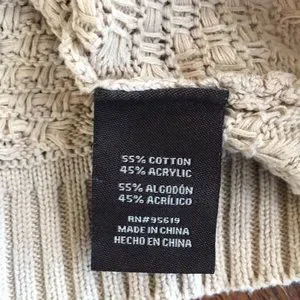 55% COTTON
45% ACRYLIC
55% ALGODÓN
45% ACRÍLICO
RN#95619
MADE IN CHINA
HECHO EN CHINA